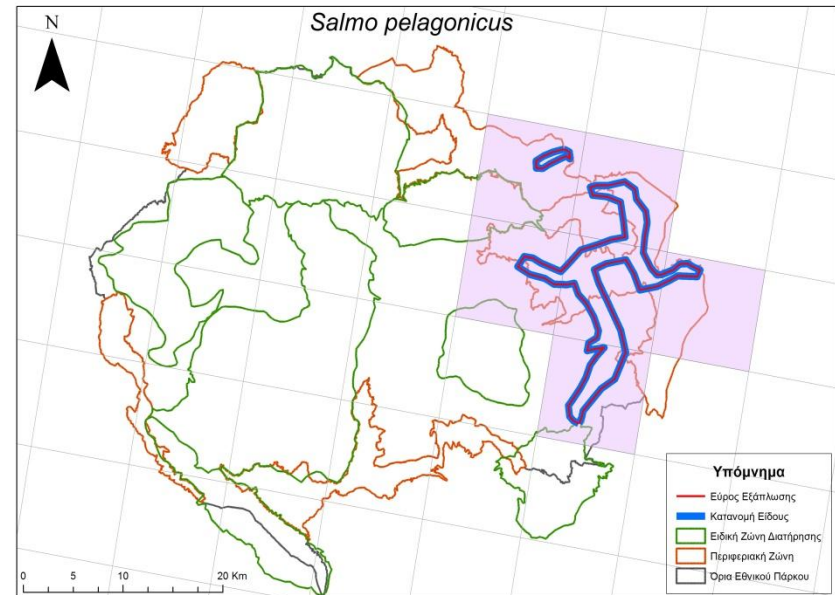 Salmo pelagonicus
N
Υπόμνημα
Εύρος Εξάπλωσης
Κατανομή Είδους
Ειδική Ζώνη Διατήρησης
Περιφεριακή Ζώνη
Όρια Εθνικού Πάρκου
0 5 10 20 Km